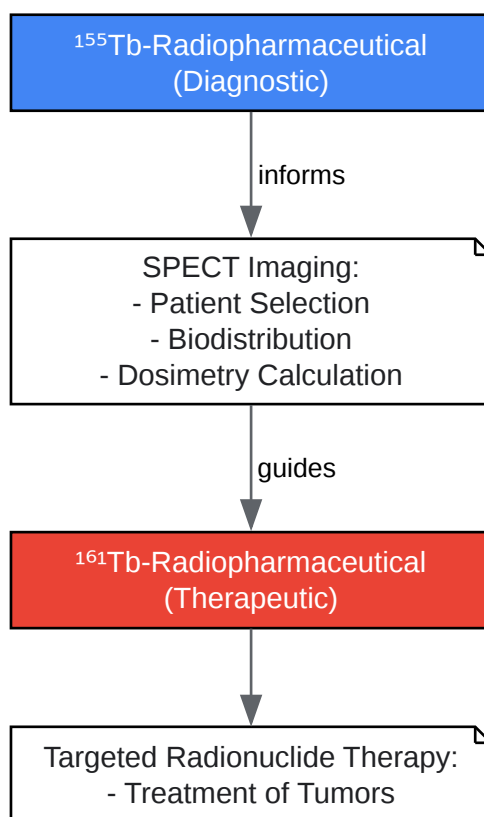 ¹⁵⁵Tb-Radiopharmaceutical
(Diagnostic)
informs
SPECT Imaging:
- Patient Selection
- Biodistribution
- Dosimetry Calculation
guides
¹⁶¹Tb-Radiopharmaceutical
(Therapeutic)
Targeted Radionuclide Therapy:
- Treatment of Tumors